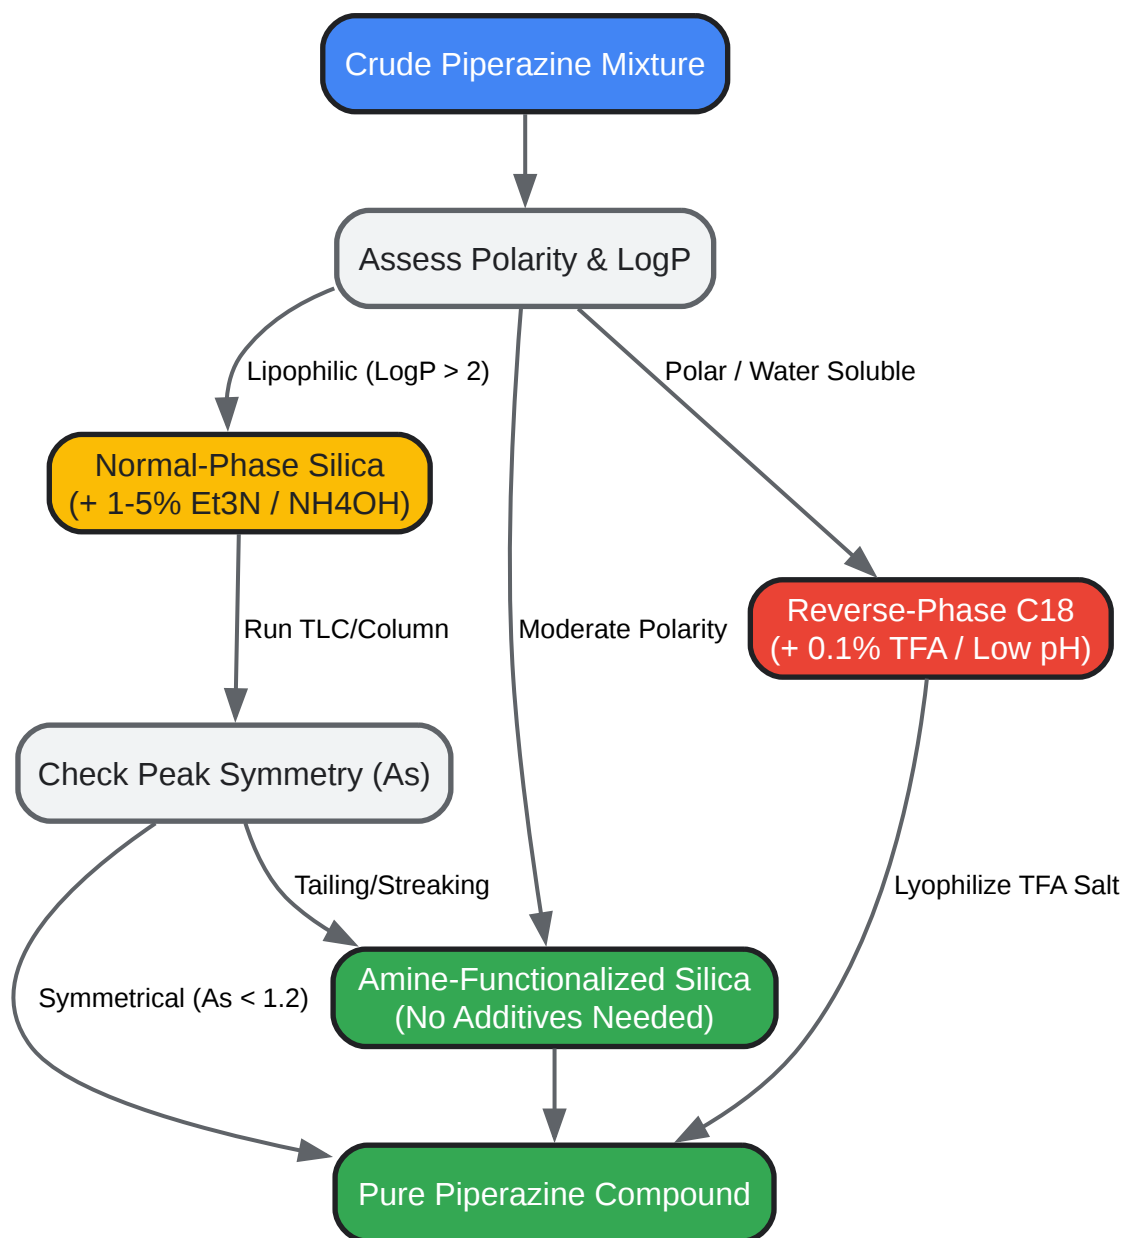 Crude Piperazine Mixture
Assess Polarity & LogP
Lipophilic (LogP > 2)
Polar / Water Soluble
Normal-Phase Silica
(+ 1-5% Et3N / NH4OH)
Reverse-Phase C18
(+ 0.1% TFA / Low pH)
Run TLC/Column
Moderate Polarity
Check Peak Symmetry (As)
Tailing/Streaking
Lyophilize TFA Salt
Symmetrical (As < 1.2)
Amine-Functionalized Silica
(No Additives Needed)
Pure Piperazine Compound